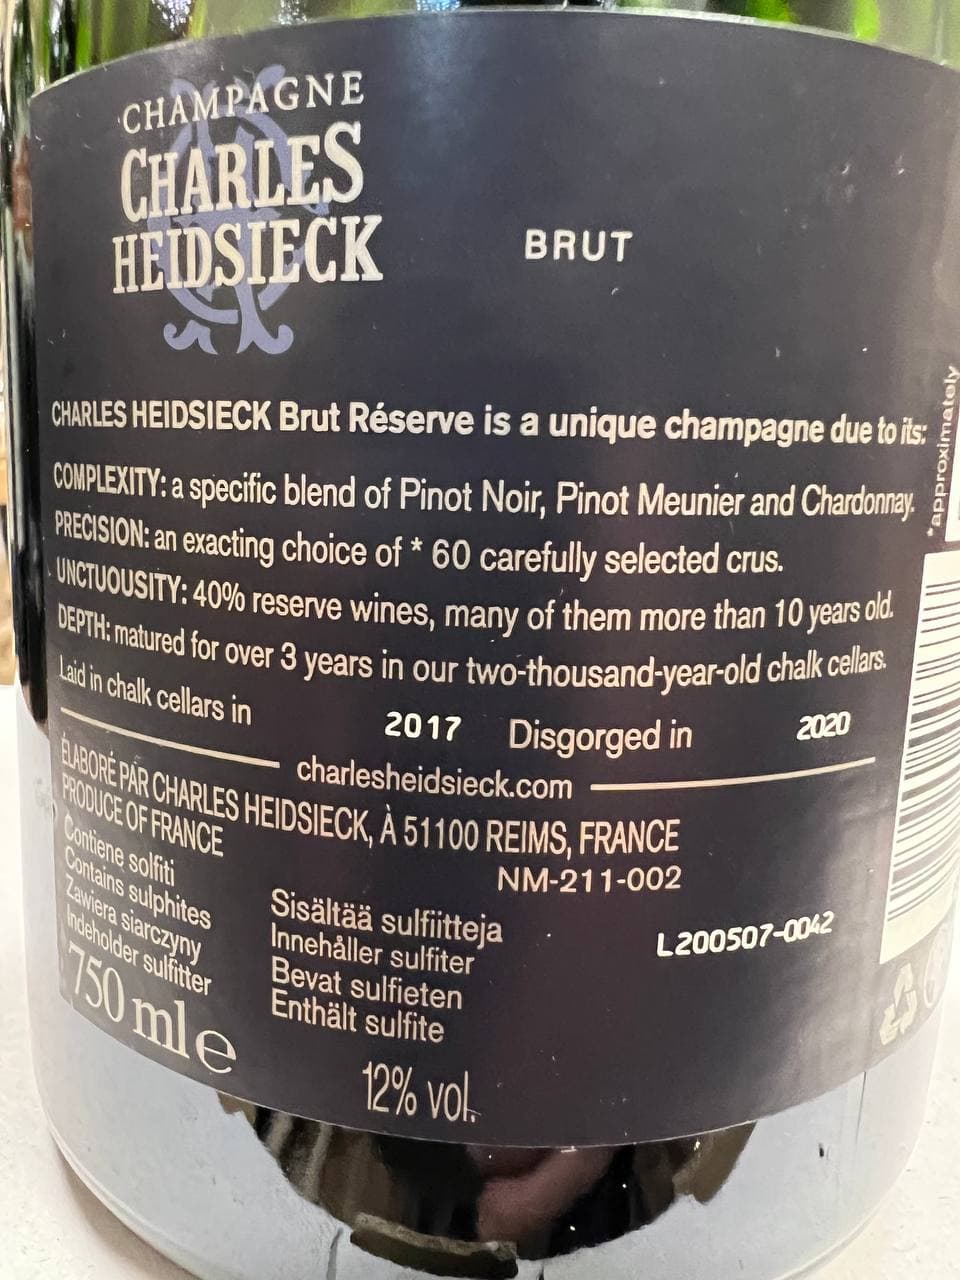 CHAMPAGNE
CHARLES
HEIDSIECK
BRUT
CHARLES HEIDSIECK Brut Réserve is a unique champagne due to its:
COMPLEXITY: a specific blend of Pinot Noir, Pinot Meunier and Chardonnay.
PRECISION: an exacting choice of * 60 carefully selected crus.
UNCTUOUSITY: 40% reserve wines, many of them more than 10 years old.
DEPTH: matured for over 3 years in our two-thousand-year-old chalk cellars.
Laid in chalk cellars in 2017 Disgorged in 2020
charlesheidsieck.com
ÉLABORÉ PAR CHARLES HEIDSIECK, À 51100 REIMS, FRANCE
PRODUCE OF FRANCE
NM-211-002
Contiene solfiti
Contains sulphites
Zawiera siarczyny
Indeholder sulfitter
Sisältää sulfiitteja
Innehåller sulfiter
Bevat sulfieten
Enthält sulfite
L200507-0042
750 ml e
12% vol.
*approximately